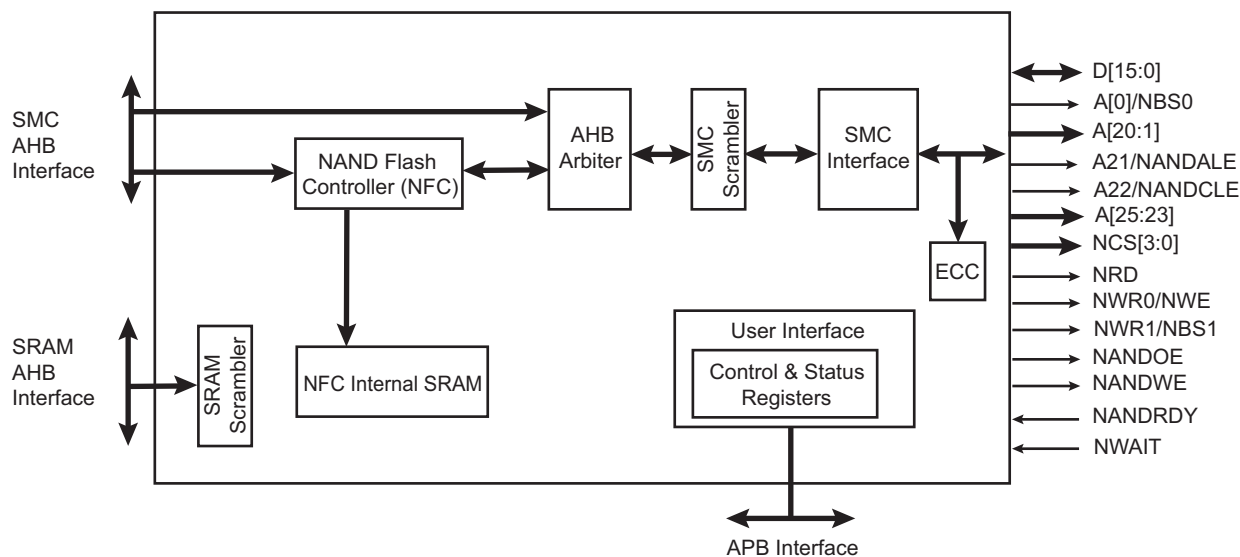 SMC
AHB
Interface
NAND Flash
Controller (NFC)
AHB
Arbiter
SMC
Scrambler
SMC
Interface
ECC
SRAM
AHB
Interface
SRAM
Scrambler
NFC Internal SRAM
User Interface
Control & Status
Registers
APB Interface
D[15:0]
A[0]/NBS0
A[20:1]
A21/NANDALE
A22/NANDCLE
A[25:23]
NCS[3:0]
NRD
NWR0/NWE
NWR1/NBS1
NANDOE
NANDWE
NANDRDY
NWAIT